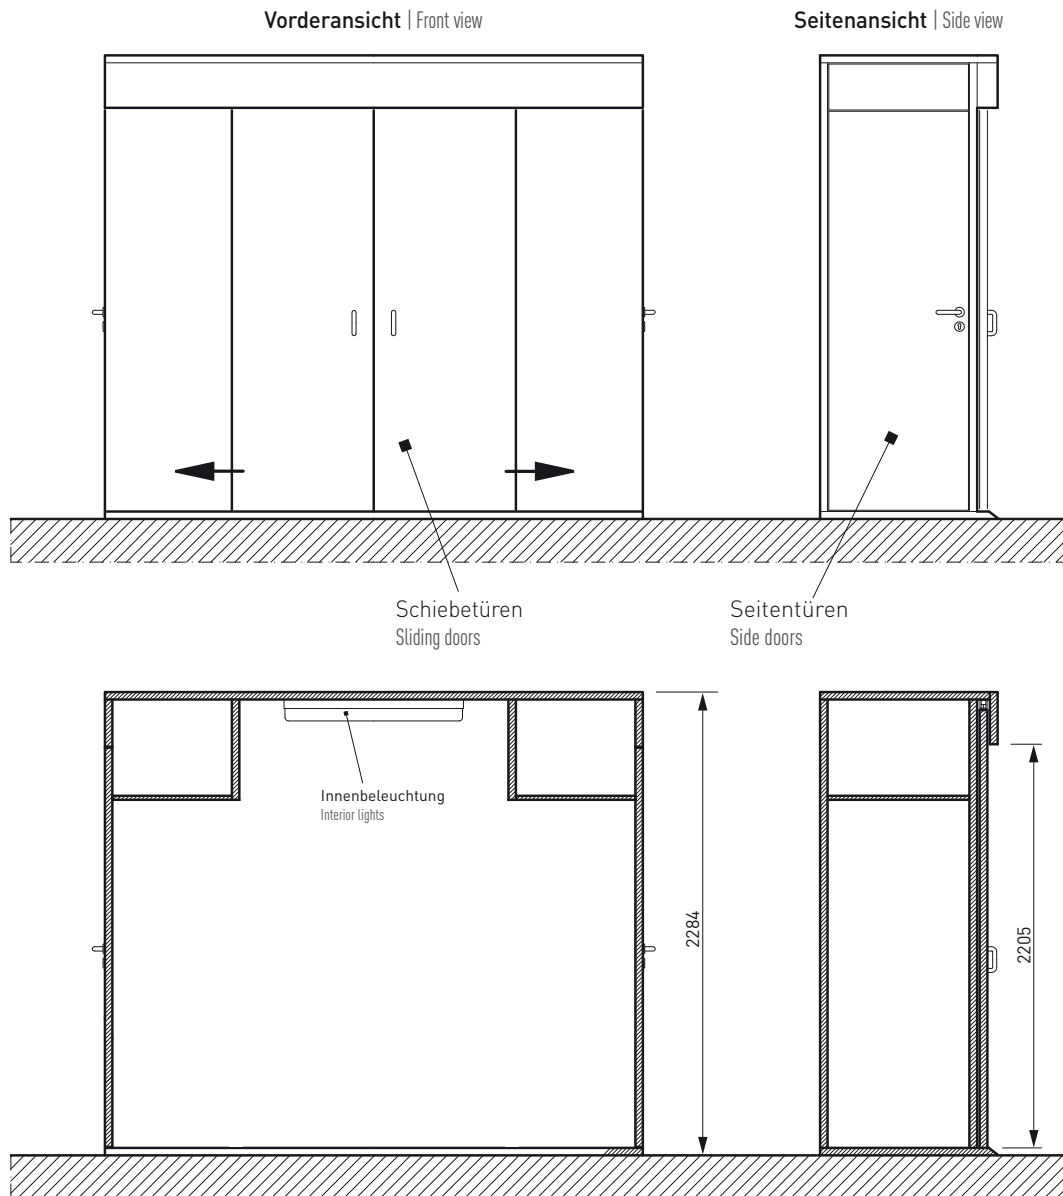 Vorderansicht | Front view
Seitenansicht | Side view
Schiebetüren
Sliding doors
Seitentüren
Side doors
Innenbeleuchtung
Interior lights
2284
2205